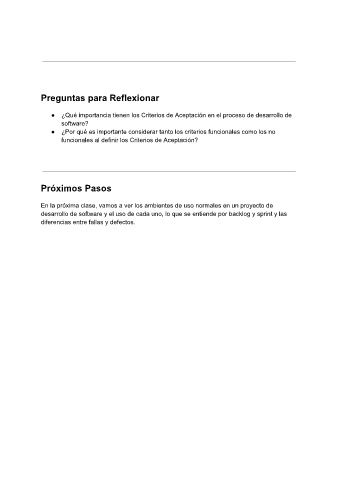 Preguntas para Reflexionar
● ¿Qué importancia tienen los Criterios de Aceptación en el proceso de desarrollo de
software?
● ¿Por qué es importante considerar tanto los criterios funcionales como los no
funcionales al definir los Criterios de Aceptación?
Próximos Pasos
En la próxima clase, vamos a ver los ambientes de uso normales en un proyecto de
desarrollo de software y el uso de cada uno, lo que se entiende por backlog y sprint y las
diferencias entre fallas y defectos.